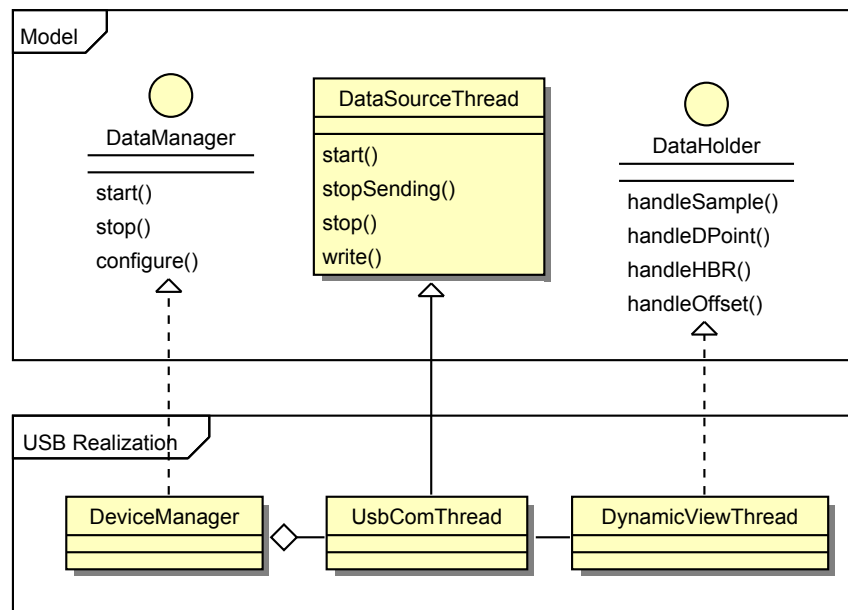 Model
DataManager
start()
stop()
configure()
DataSourceThread
start()
stopSending()
stop()
write()
DataHolder
handleSample()
handleDPoint()
handleHBR()
handleOffset()
USB Realization
DeviceManager
UsbComThread
DynamicViewThread